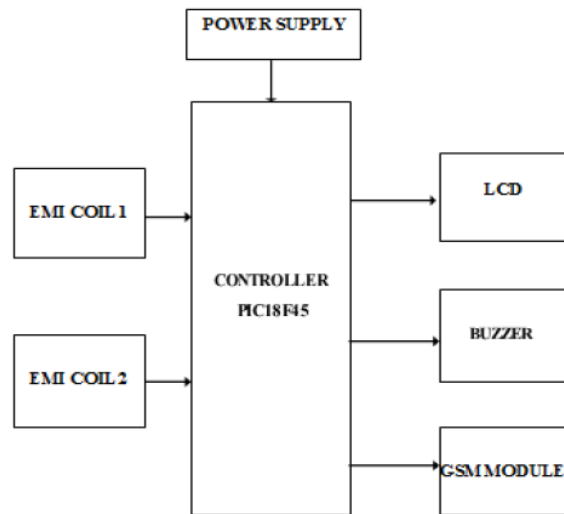 POWER SUPPLY
EMI COIL 1
EMI COIL 2
CONTROLLER
PIC18F45
LCD
BUZZER
GSM MODULE